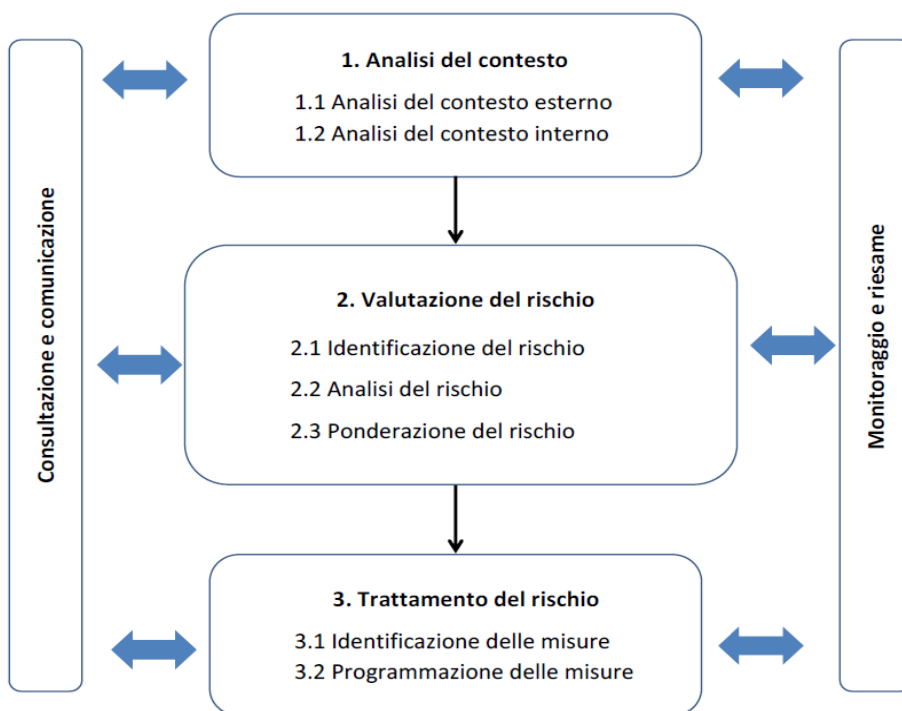 Consultazione e comunicazione
1. Analisi del contesto
1.1 Analisi del contesto esterno
1.2 Analisi del contesto interno
2. Valutazione del rischio
2.1 Identificazione del rischio
2.2 Analisi del rischio
2.3 Ponderazione del rischio
3. Trattamento del rischio
3.1 Identificazione delle misure
3.2 Programmazione delle misure
Monitoraggio e riesame